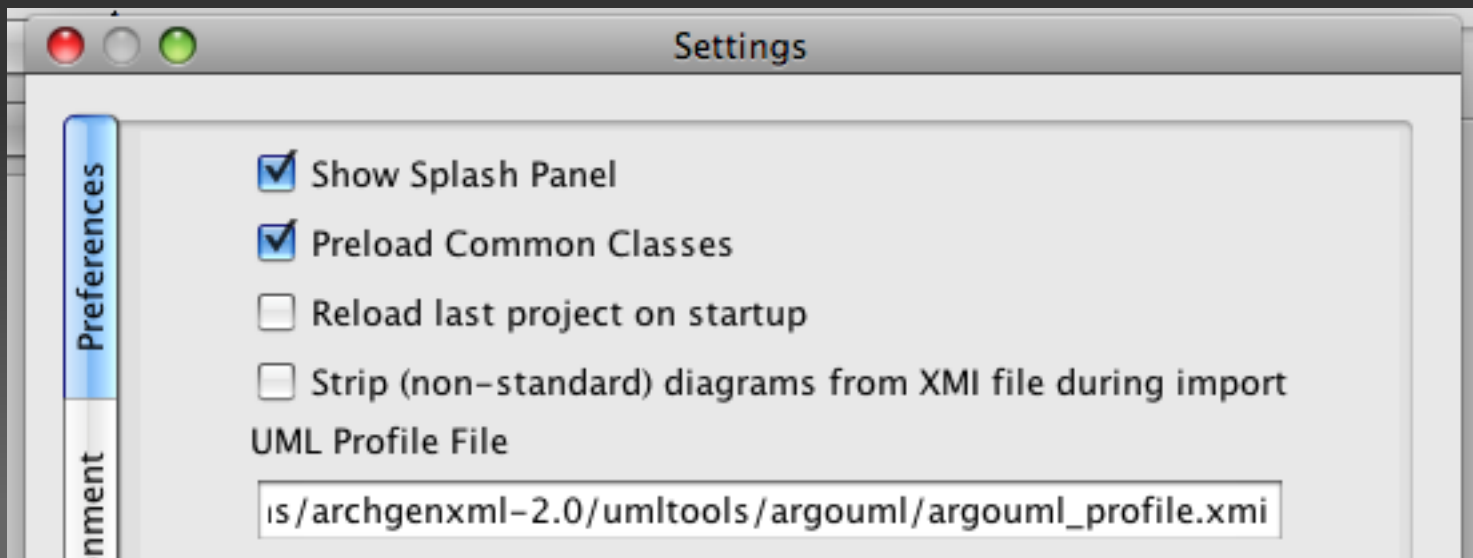 Settings
Preferences
Show Splash Panel
Preload Common Classes
Reload last project on startup
Strip (non-standard) diagrams from XMI file during import
UML Profile File
/archgenxml-2.0/umltools/argouml/argouml_profile.xmi